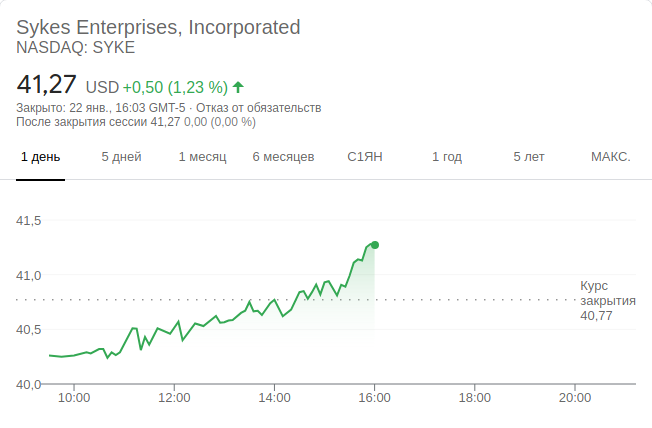 Sykes Enterprises, Incorporated
NASDAQ: SYKE
41,27 USD +0,50 (1,23 %)
Закрыто: 22 янв., 16:03 GMT-5 · Отказ от обязательств
После закрытия сессии 41,27 0,00 (0,00 %)
1 день 5 дней 1 месяц 6 месяцев С1ЯН 1 год 5 лет МАКС.
41,5
41,0
Курс
закрытия
40,77
40,5
40,0
10:00 12:00 14:00 16:00 18:00 20:00